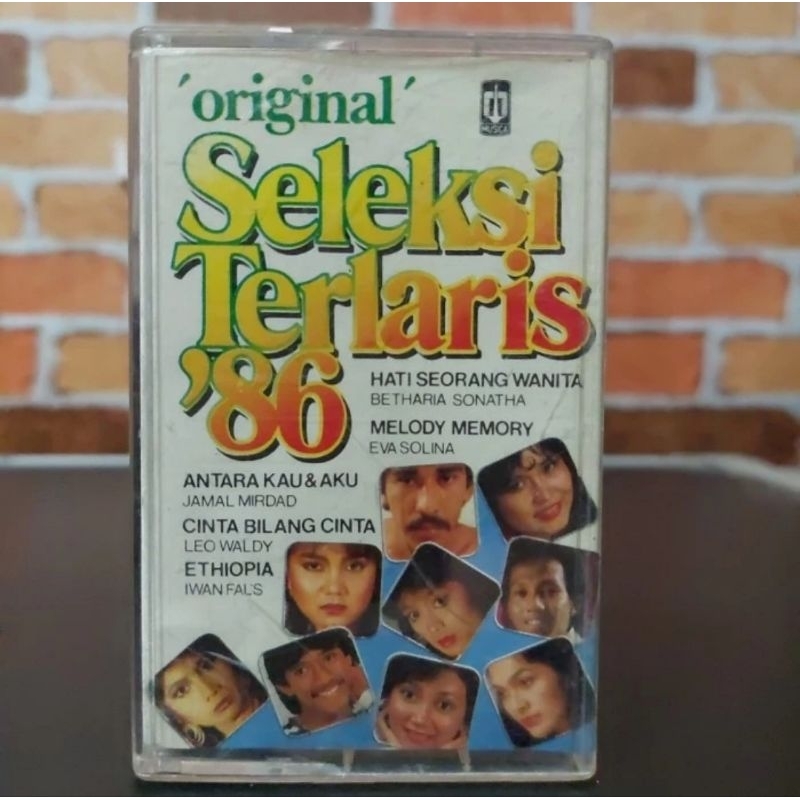 'original'
MUSICA
Seleksi
Terlaris
'86
HATI SEORANG WANITA
BETHARIA SONATHA
MELODY MEMORY
EVA SOLINA
ANTARA KAU & AKU
JAMAL MIRDAD
CINTA BILANG CINTA
LEO WALDY
ETHIOPIA
IWAN FAL'S